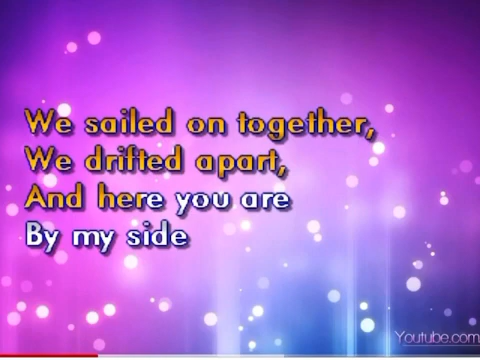 We sailed on together,
We drifted apart,
And here you are
By my side
Youtube.com